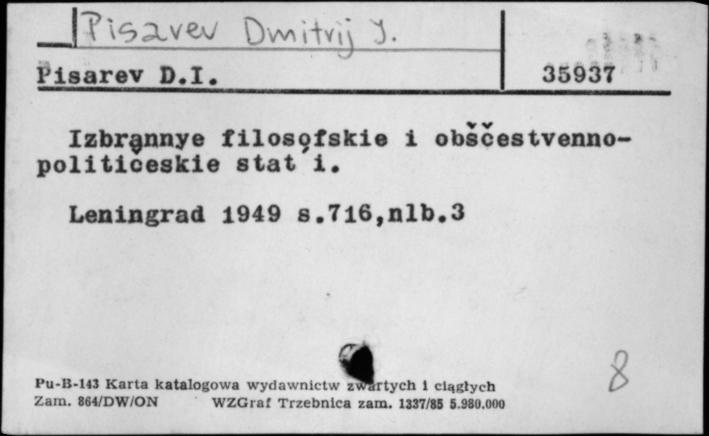 Pisarev Dmitrij J.
Pisarev D.I. 35937
Izbrannye filosofskie i obščestvenno-
politiceskie stat'i.
Leningrad 1949 s.716,nlb.3
8
Pu-B-143 Karta katalogowa wydawnictw zwartych i ciągłych
Zam. 864/DW/ON WZGraf Trzebnica zam. 1337/85 5.980.000